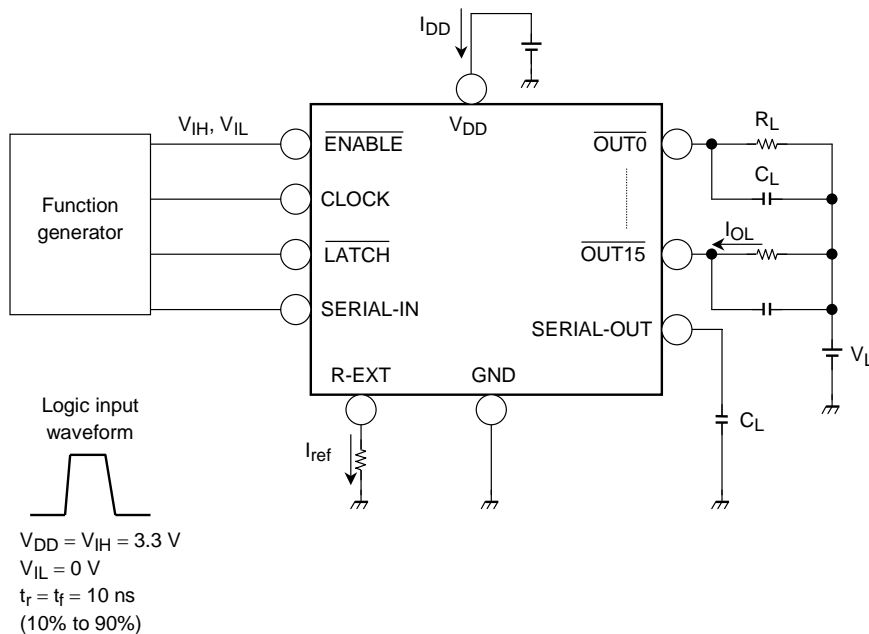 I_DD
V_IH, V_IL
Function
generator
ENABLE
CLOCK
LATCH
SERIAL-IN
V_DD
OUT0
OUT15
SERIAL-OUT
R-EXT
GND
R_L
C_L
I_OL
V_L
C_L
I_ref
Logic input
waveform
V_DD = V_IH = 3.3 V
V_IL = 0 V
t_r = t_f = 10 ns
(10% to 90%)